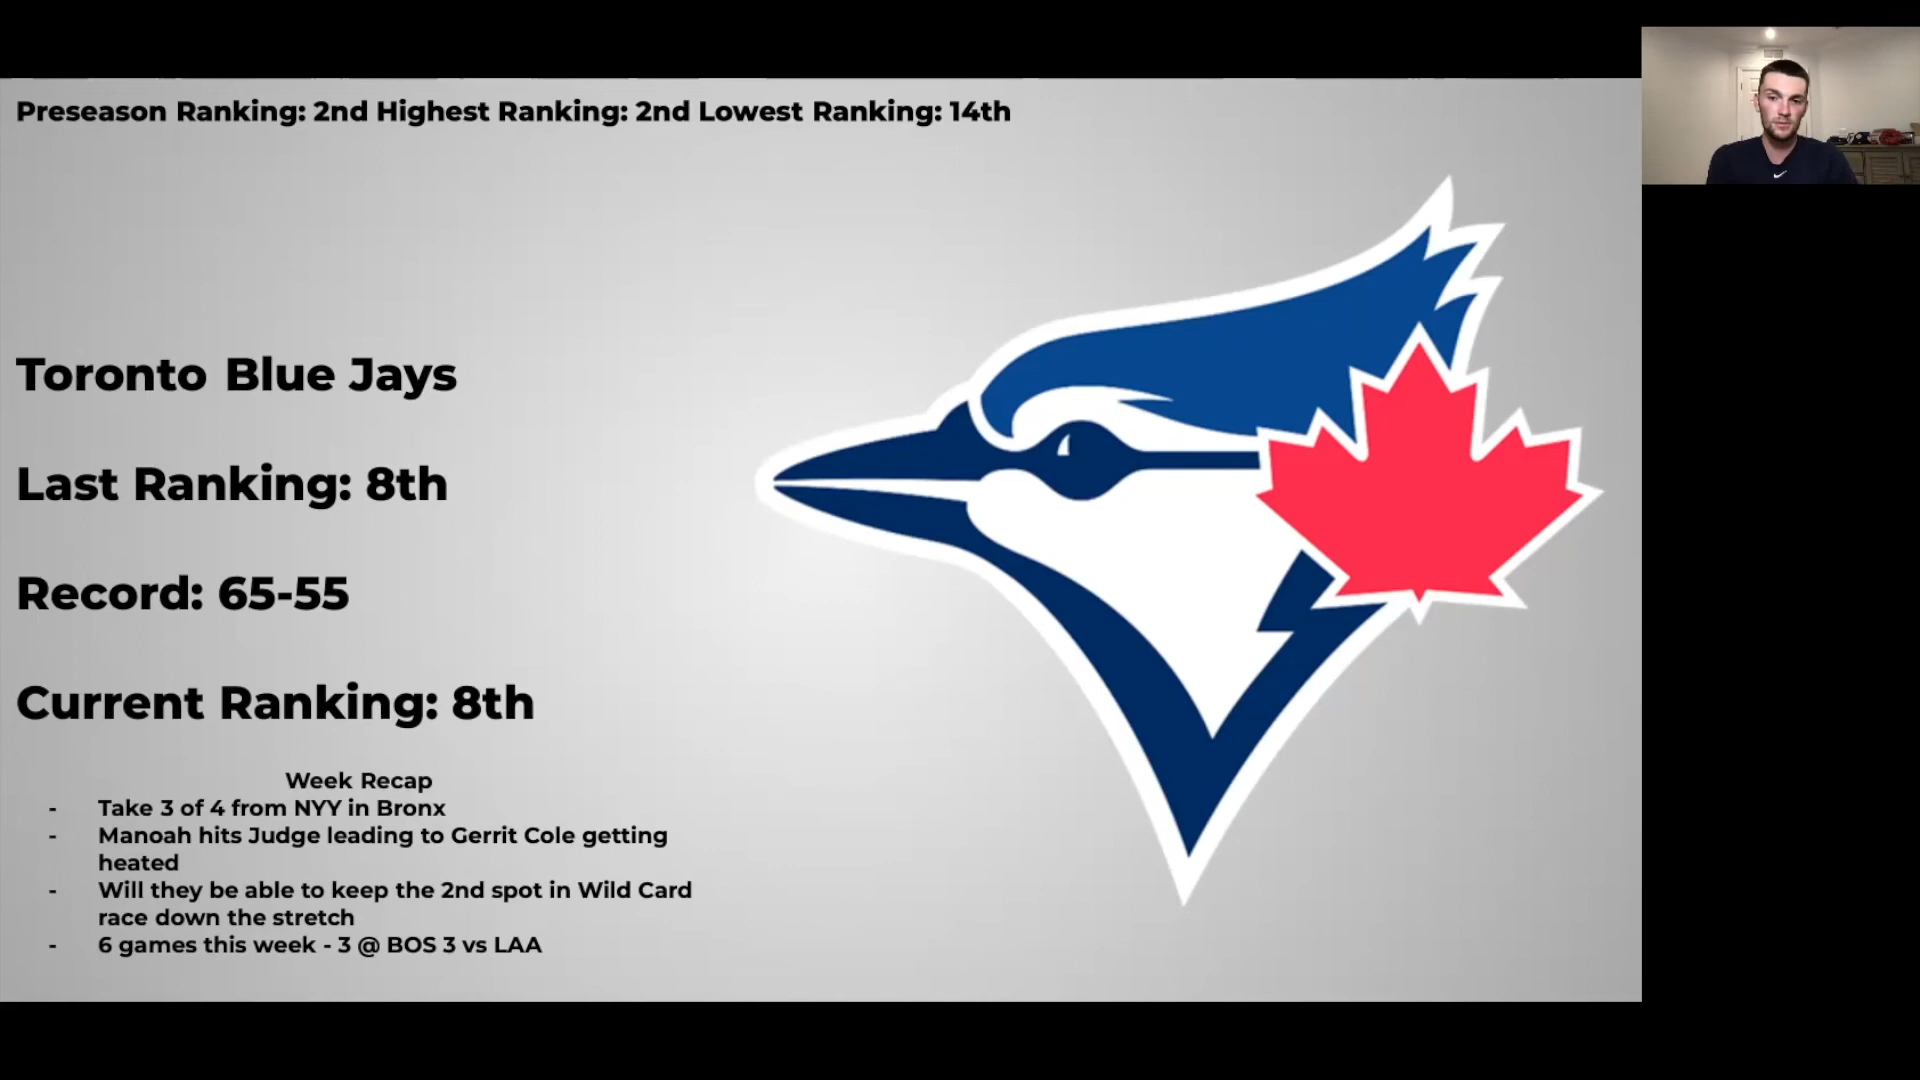 Preseason Ranking: 2nd Highest Ranking: 2nd Lowest Ranking: 14th
Toronto Blue Jays
Last Ranking: 8th
Record: 65-55
Current Ranking: 8th
Week Recap
- Take 3 of 4 from NYY in Bronx
- Manoah hits Judge leading to Gerrit Cole getting
heated
- Will they be able to keep the 2nd spot in Wild Card
race down the stretch
- 6 games this week - 3 @ BOS 3 vs LAA